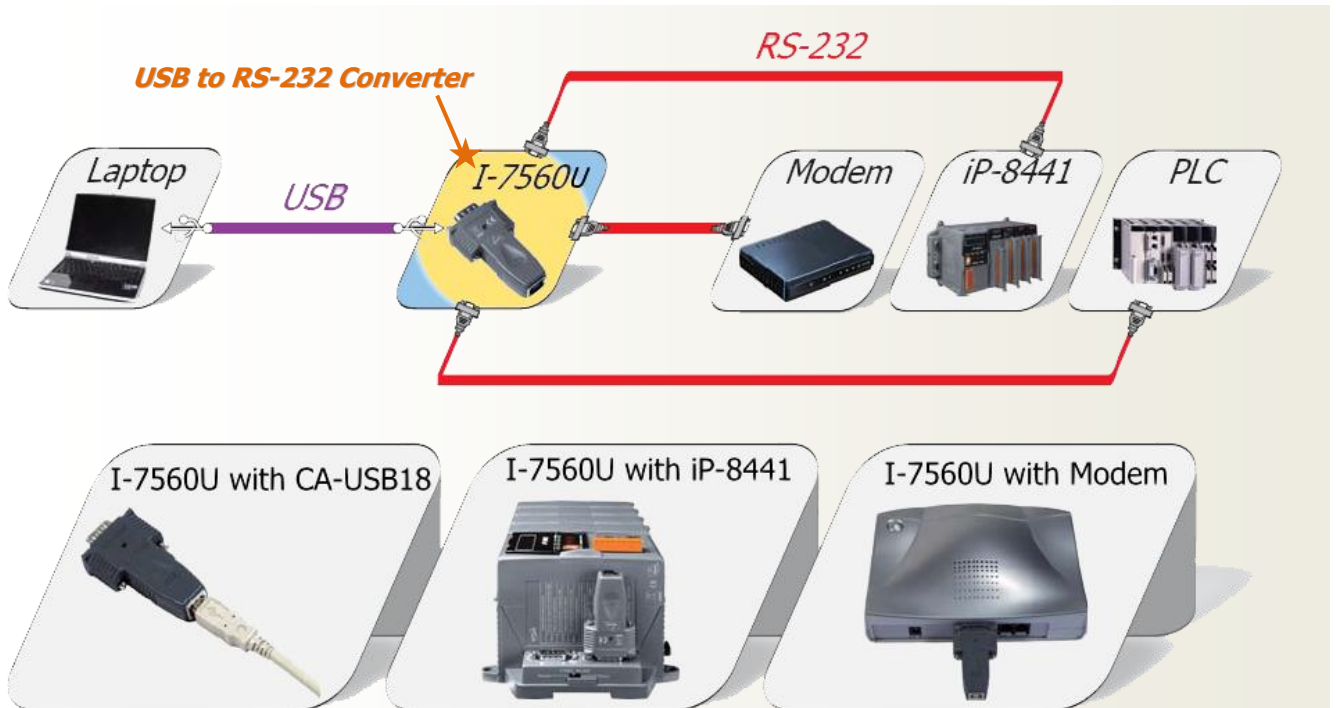 RS-232
USB to RS-232 Converter
Laptop
USB
I-7560U
Modem
iP-8441
PLC
I-7560U with CA-USB18
I-7560U with iP-8441
I-7560U with Modem